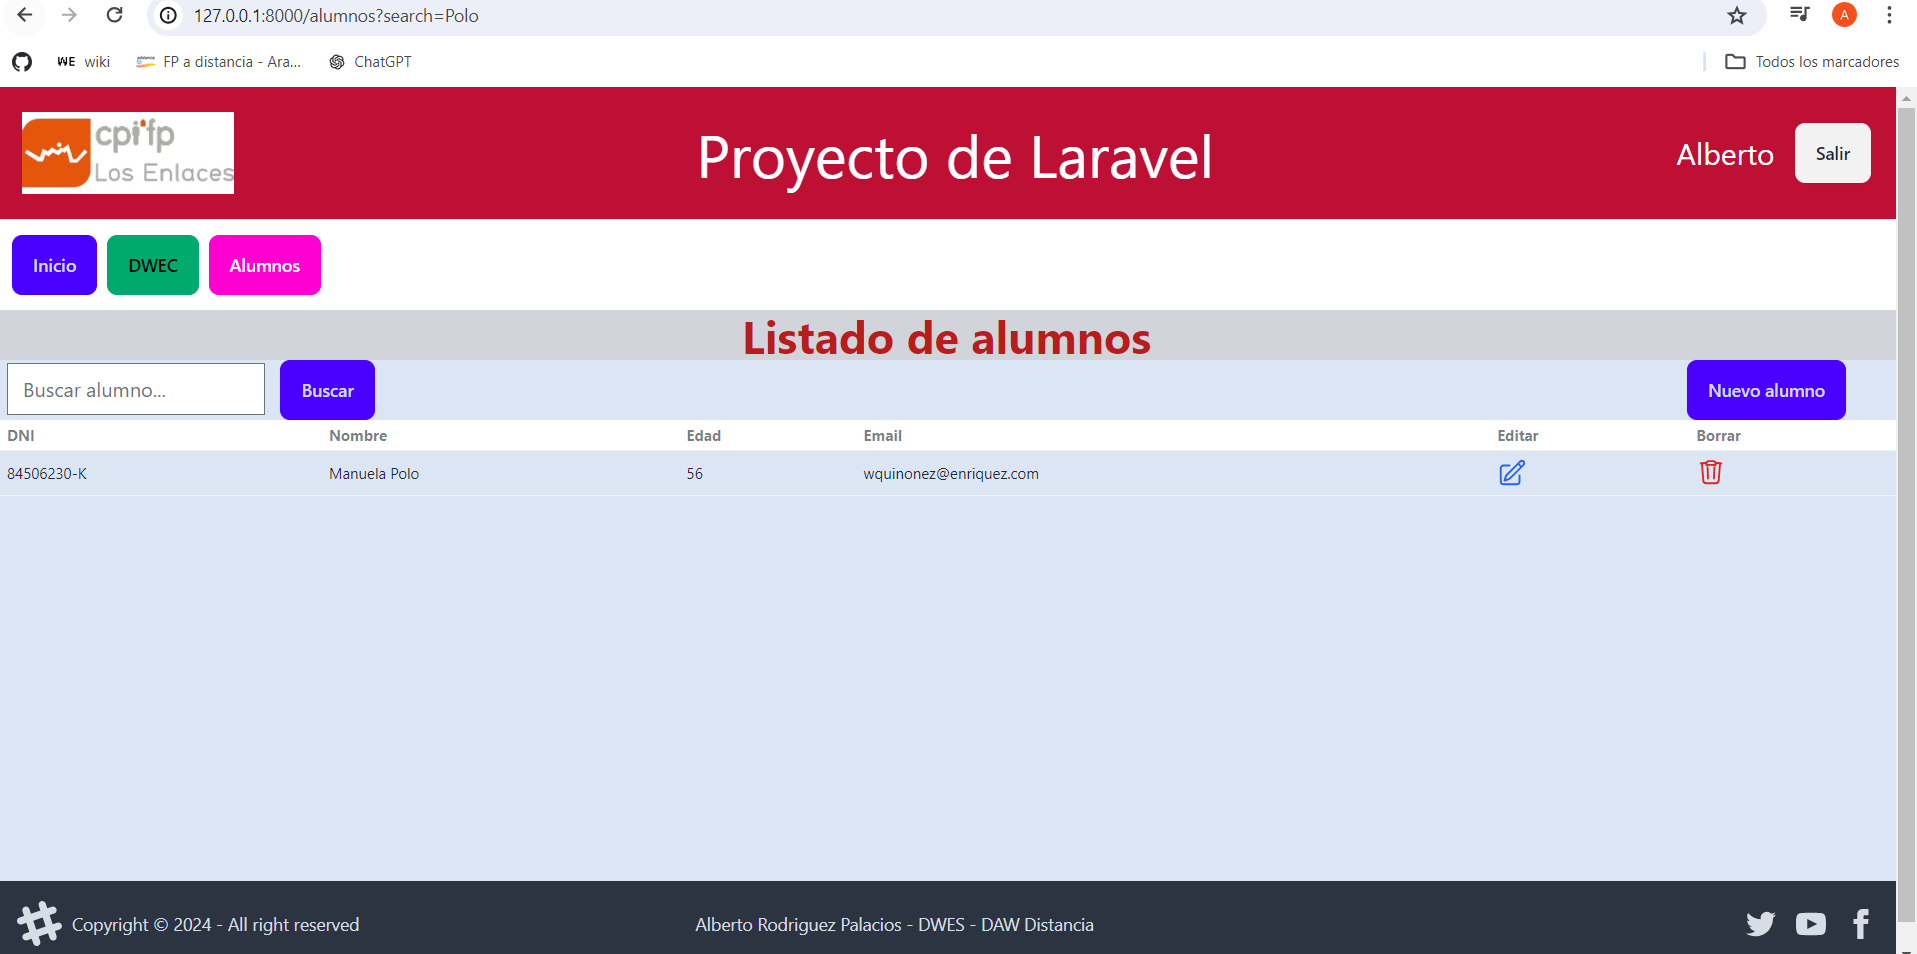 127.0.0.1:8000/alumnos?search=Polo
A
WE wiki
FP a distancia - Ara...
ChatGPT
Todos los marcadores
cpi'fp
Los Enlaces
Proyecto de Laravel
Alberto
Salir
Inicio
DWEC
Alumnos
Listado de alumnos
Buscar alumno...
Buscar
Nuevo alumno
DNI Nombre Edad Email Editar Borrar
84506230-K Manuela Polo 56 wquinonez@enriquez.com
Copyright © 2024 - All right reserved
Alberto Rodriguez Palacios - DWES - DAW Distancia